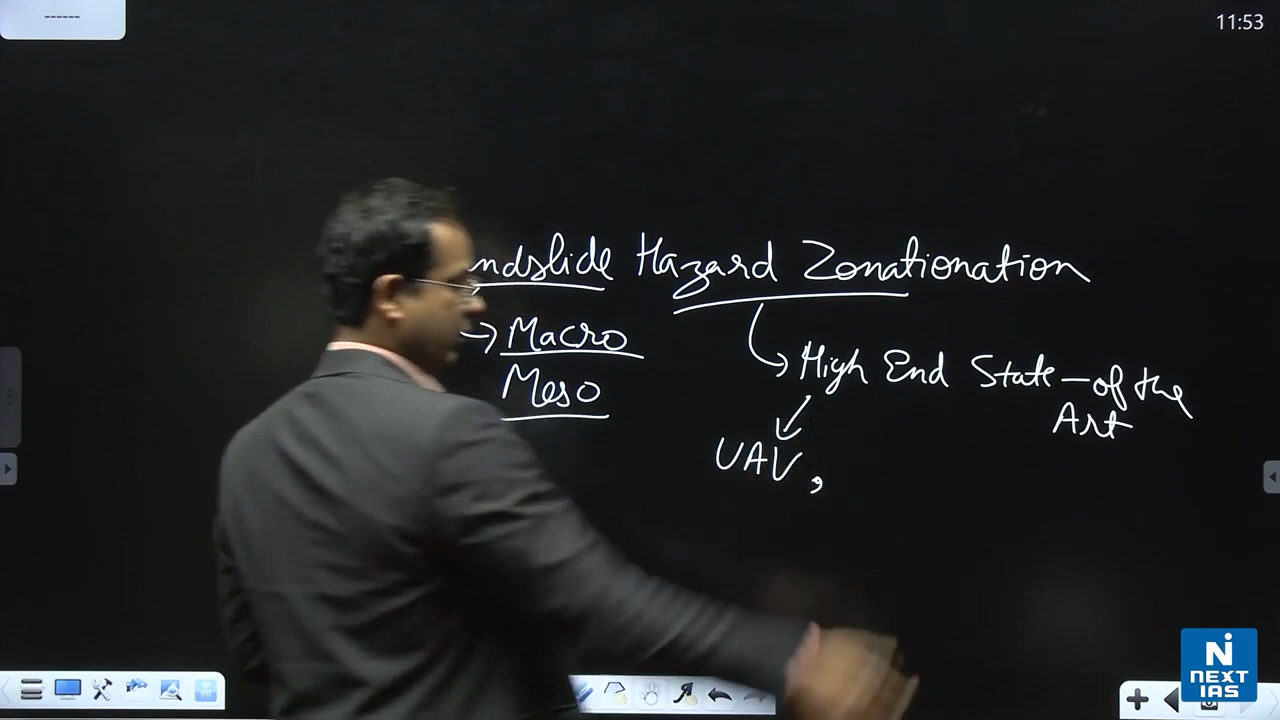 ------
11:53
ndslide Hazard Zonationation
→ Macro
Meso
High End State-of the
Art
UAV,
N
NEXT
IAS